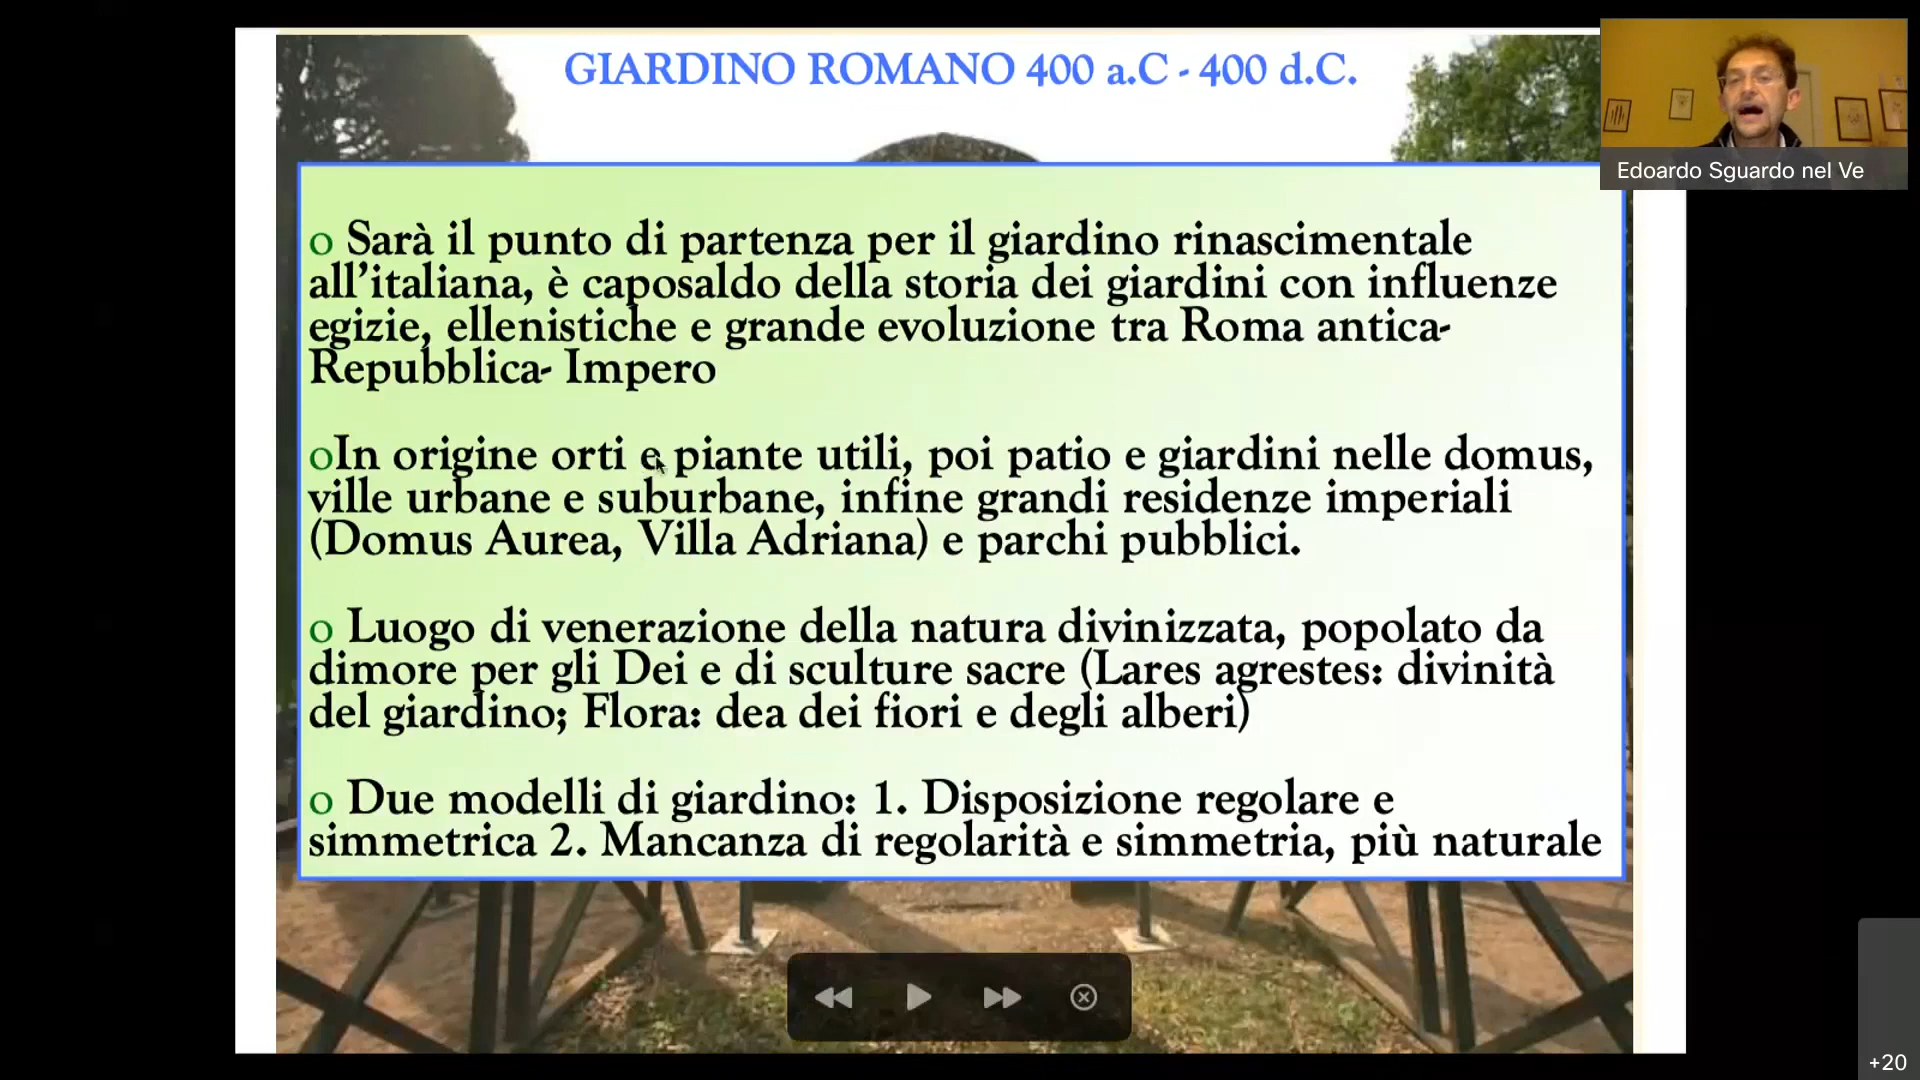 GIARDINO ROMANO 400 a.C - 400 d.C.
Edoardo Sguardo nel Ve
o Sarà il punto di partenza per il giardino rinascimentale
all’italiana, è caposaldo della storia dei giardini con influenze
egizie, ellenistiche e grande evoluzione tra Roma antica-
Repubblica- Impero
oIn origine orti e piante utili, poi patio e giardini nelle domus,
ville urbane e suburbane, infine grandi residenze imperiali
(Domus Aurea, Villa Adriana) e parchi pubblici.
o Luogo di venerazione della natura divinizzata, popolato da
dimore per gli Dei e di sculture sacre (Lares agrestes: divinità
del giardino; Flora: dea dei fiori e degli alberi)
o Due modelli di giardino: 1. Disposizione regolare e
simmetrica 2. Mancanza di regolarità e simmetria, più naturale
+20